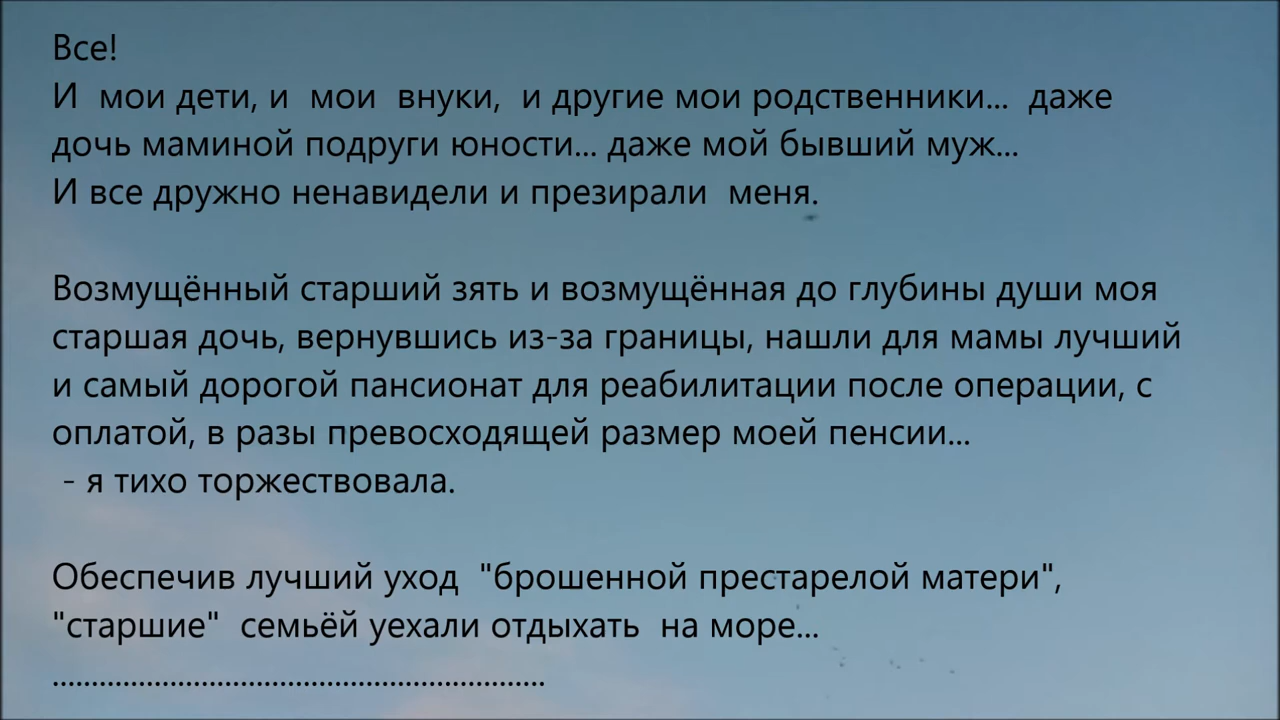 Все!
И мои дети, и мои внуки, и другие мои родственники... даже
дочь маминой подруги юности... даже мой бывший муж...
И все дружно ненавидели и презирали меня.
Возмущённый старший зять и возмущённая до глубины души моя
старшая дочь, вернувшись из-за границы, нашли для мамы лучший
и самый дорогой пансионат для реабилитации после операции, с
оплатой, в разы превосходящей размер моей пенсии...
- я тихо торжествовала.
Обеспечив лучший уход "брошенной престарелой матери",
"старшие" семьёй уехали отдыхать на море...
...............................................................